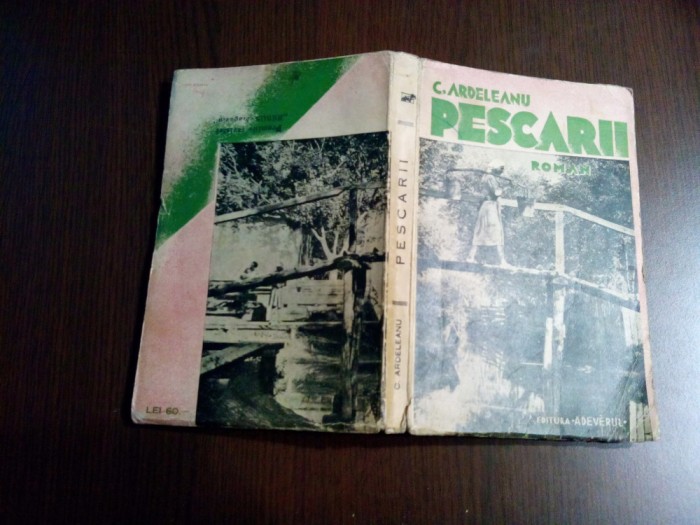 C. ARDELEANU
PESCARII
ROMAN
EDITURA "ADEVERUL"
PESCARII
C. ARDELEANU
LEI 60.—